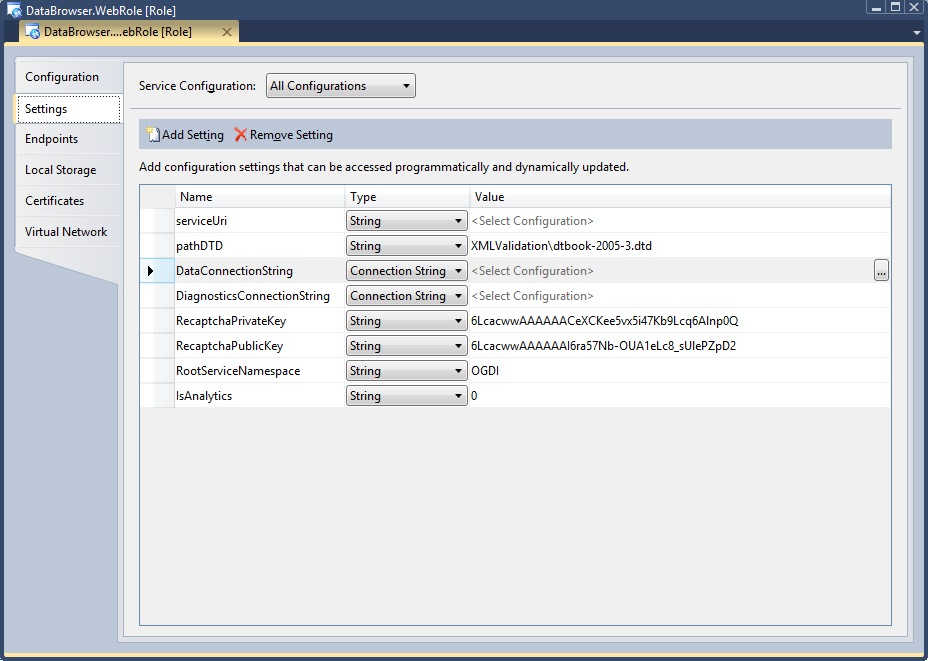 DataBrowser.WebRole [Role]
DataBrowser....ebRole [Role]
Configuration
Settings
Endpoints
Local Storage
Certificates
Virtual Network
Service Configuration: All Configurations
Add Setting Remove Setting
Add configuration settings that can be accessed programmatically and dynamically updated.
Name Type Value
serviceUri String <Select Configuration>
pathDTD String XMLValidation\dtbook-2005-3.dtd
DataConnectionString Connection String <Select Configuration> ...
DiagnosticsConnectionString Connection String <Select Configuration>
RecaptchaPrivateKey String 6LcacwwAAAAAACeXCKee5vx5i47Kb9Lcq6AInp0Q
RecaptchaPublicKey String 6LcacwwAAAAAAI6ra57Nb-OUA1eLc8_sUIePZpD2
RootServiceNamespace String OGDI
IsAnalytics String 0